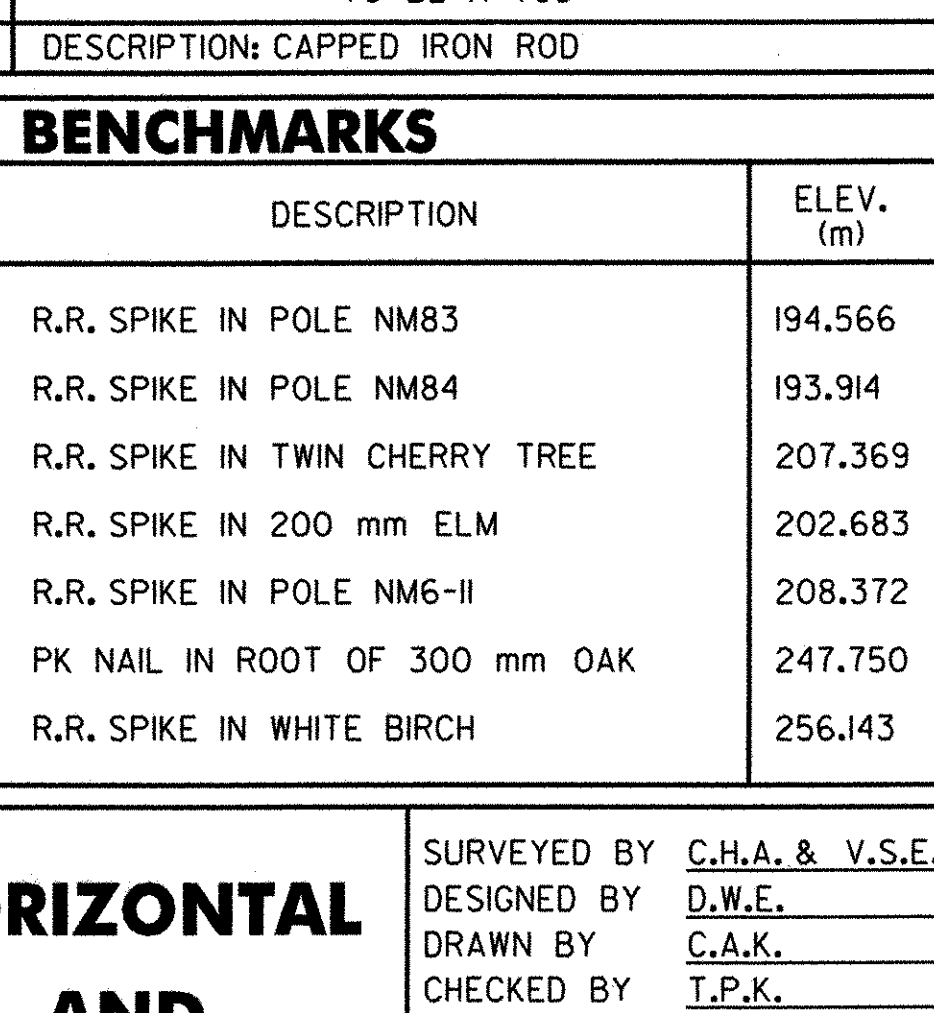 DESCRIPTION: CAPPED IRON ROD
BENCHMARKS
DESCRIPTION ELEV. (m)
R.R. SPIKE IN POLE NM83 194.566
R.R. SPIKE IN POLE NM84 193.914
R.R. SPIKE IN TWIN CHERRY TREE 207.369
R.R. SPIKE IN 200 mm ELM 202.683
R.R. SPIKE IN POLE NM6-11 208.372
PK NAIL IN ROOT OF 300 mm OAK 247.750
R.R. SPIKE IN WHITE BIRCH 256.143
RIZONTAL
AND
SURVEYED BY C.H.A. & V.S.E.
DESIGNED BY D.W.E.
DRAWN BY C.A.K.
CHECKED BY T.P.K.